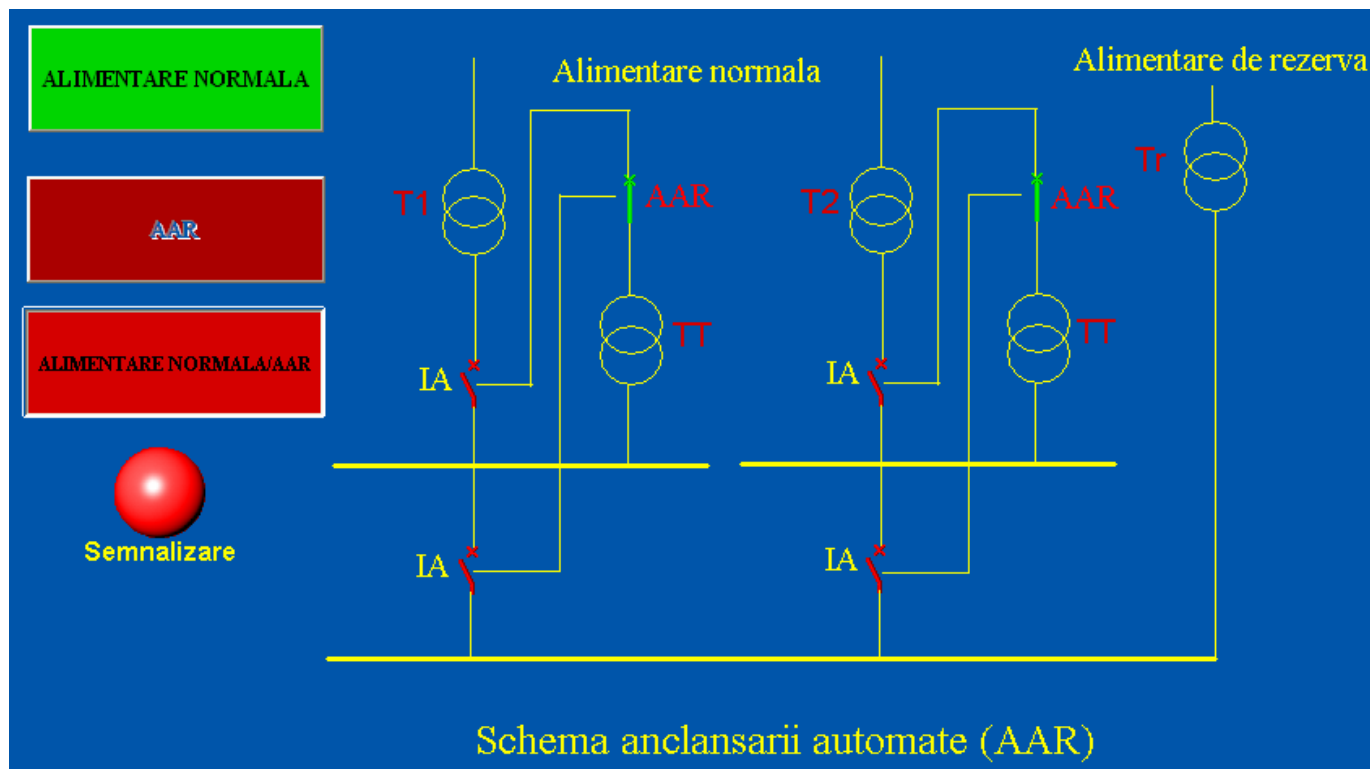 ALIMENTARE NORMALA
AAR
ALIMENTARE NORMALA/AAR
Semnalizare
Alimentare normala
Alimentare de rezerva
T1
AAR
T2
AAR
Tr
TT
TT
IA
IA
IA
IA
Schema anclansarii automate (AAR)